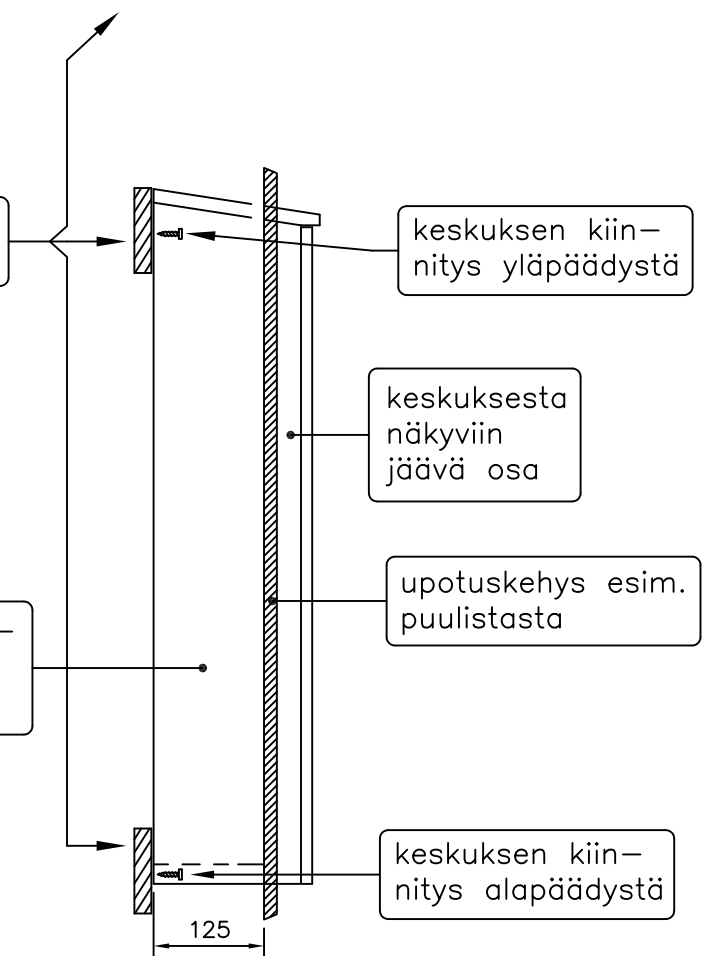 keskuksen kiin–
nitys yläpäädystä
keskuksesta
näkyviin
jäävä osa
upotuskehys esim.
puulistasta
keskuksen kiin–
nitys alapäädystä
125